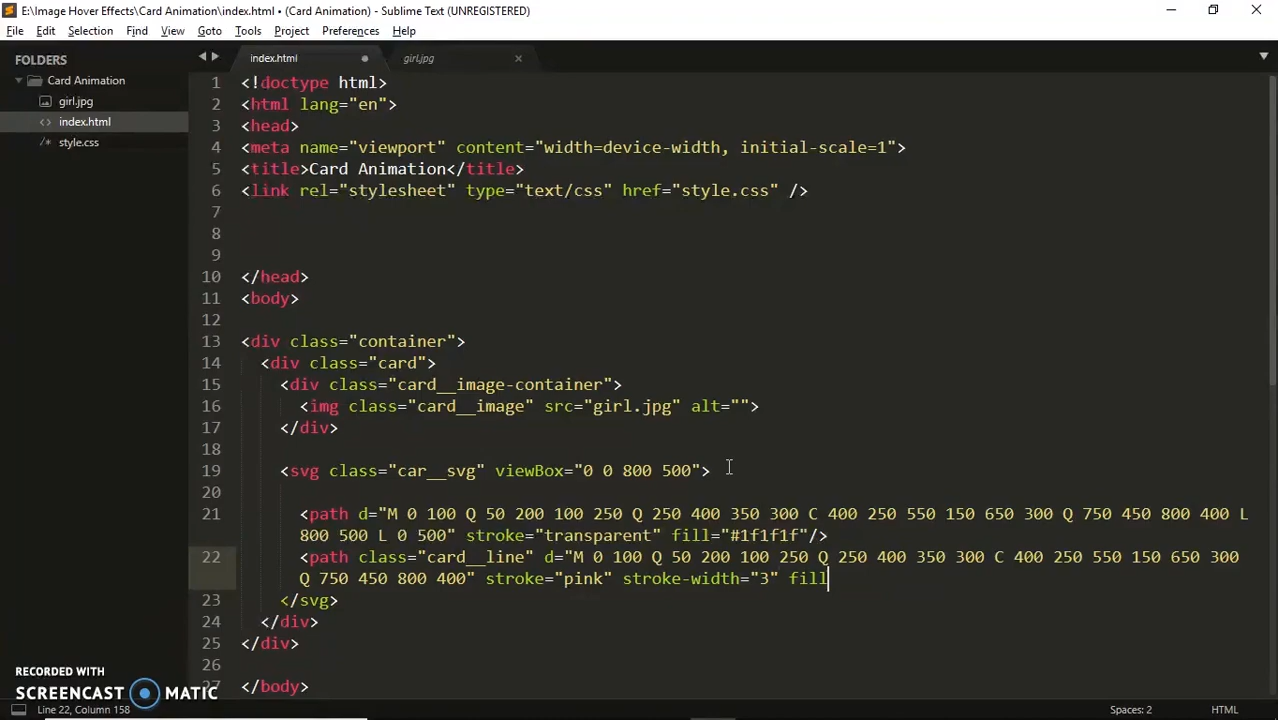 E:\Image Hover Effects\Card Animation\index.html • (Card Animation) - Sublime Text (UNREGISTERED)
File Edit Selection Find View Goto Tools Project Preferences Help
FOLDERS
Card Animation
girl.jpg
index.html
style.css
index.html
girl.jpg
1 <!doctype html>
2 <html lang="en">
3 <head>
4 <meta name="viewport" content="width=device-width, initial-scale=1">
5 <title>Card Animation</title>
6 <link rel="stylesheet" type="text/css" href="style.css" />
7
8
9
10 </head>
11 <body>
12
13 <div class="container">
14 <div class="card">
15 <div class="card__image-container">
16 <img class="card__image" src="girl.jpg" alt="">
17 </div>
18
19 <svg class="car__svg" viewBox="0 0 800 500">
20
21 <path d="M 0 100 Q 50 200 100 250 Q 250 400 350 300 C 400 250 550 150 650 300 Q 750 450 800 400 L
800 500 L 0 500" stroke="transparent" fill="#1f1f1f"/>
22 <path class="card__line" d="M 0 100 Q 50 200 100 250 Q 250 400 350 300 C 400 250 550 150 650 300
Q 750 450 800 400" stroke="pink" stroke-width="3" fill
23 </svg>
24 </div>
25 </div>
26
27 </body>
RECORDED WITH
SCREENCAST MATIC
Line 22, Column 158
Spaces: 2
HTML